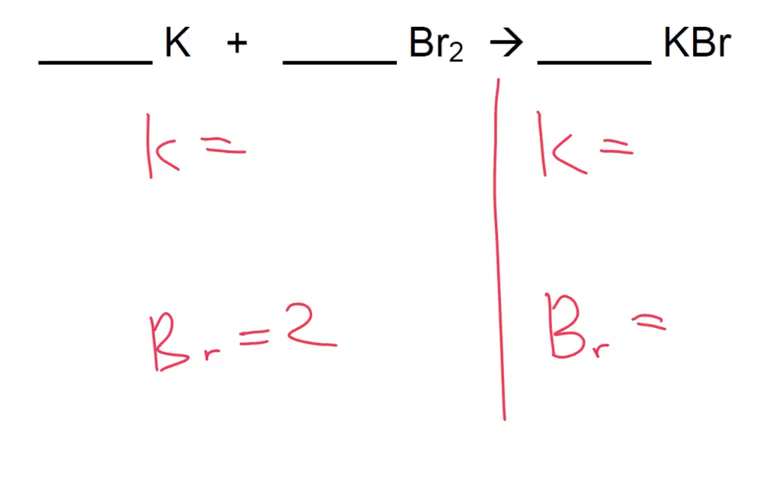 _____ K + _____ Br₂ → _____ KBr
K = K =
Br = 2 Br =